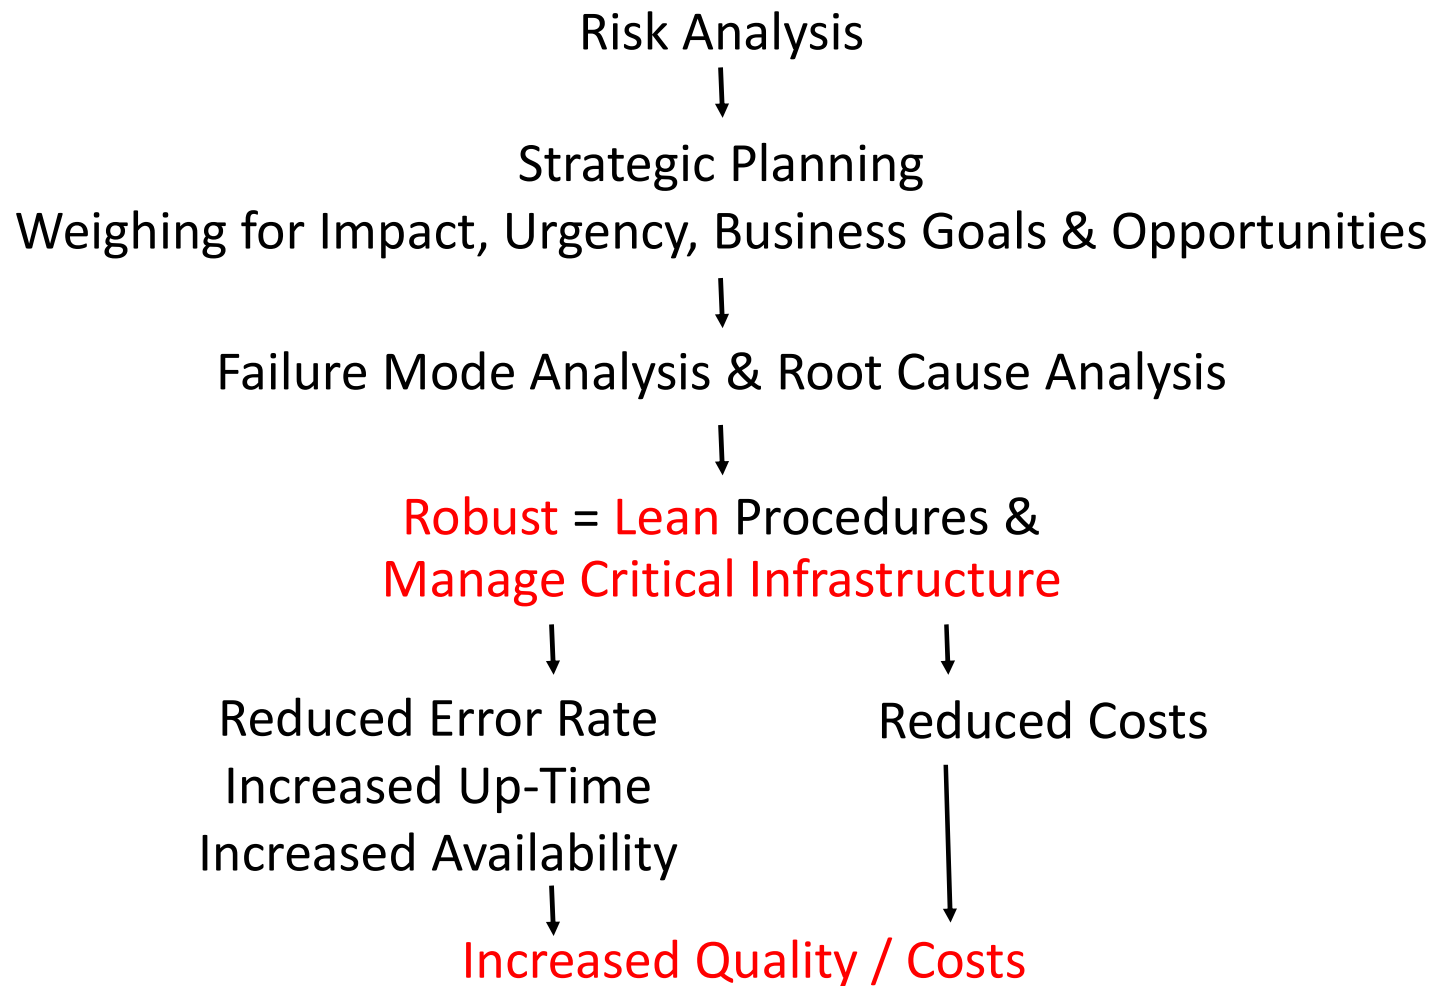 Risk Analysis
Strategic Planning
Weighing for Impact, Urgency, Business Goals & Opportunities
Failure Mode Analysis & Root Cause Analysis
Robust = Lean Procedures &
Manage Critical Infrastructure
Reduced Error Rate
Increased Up-Time
Increased Availability
Reduced Costs
Increased Quality / Costs